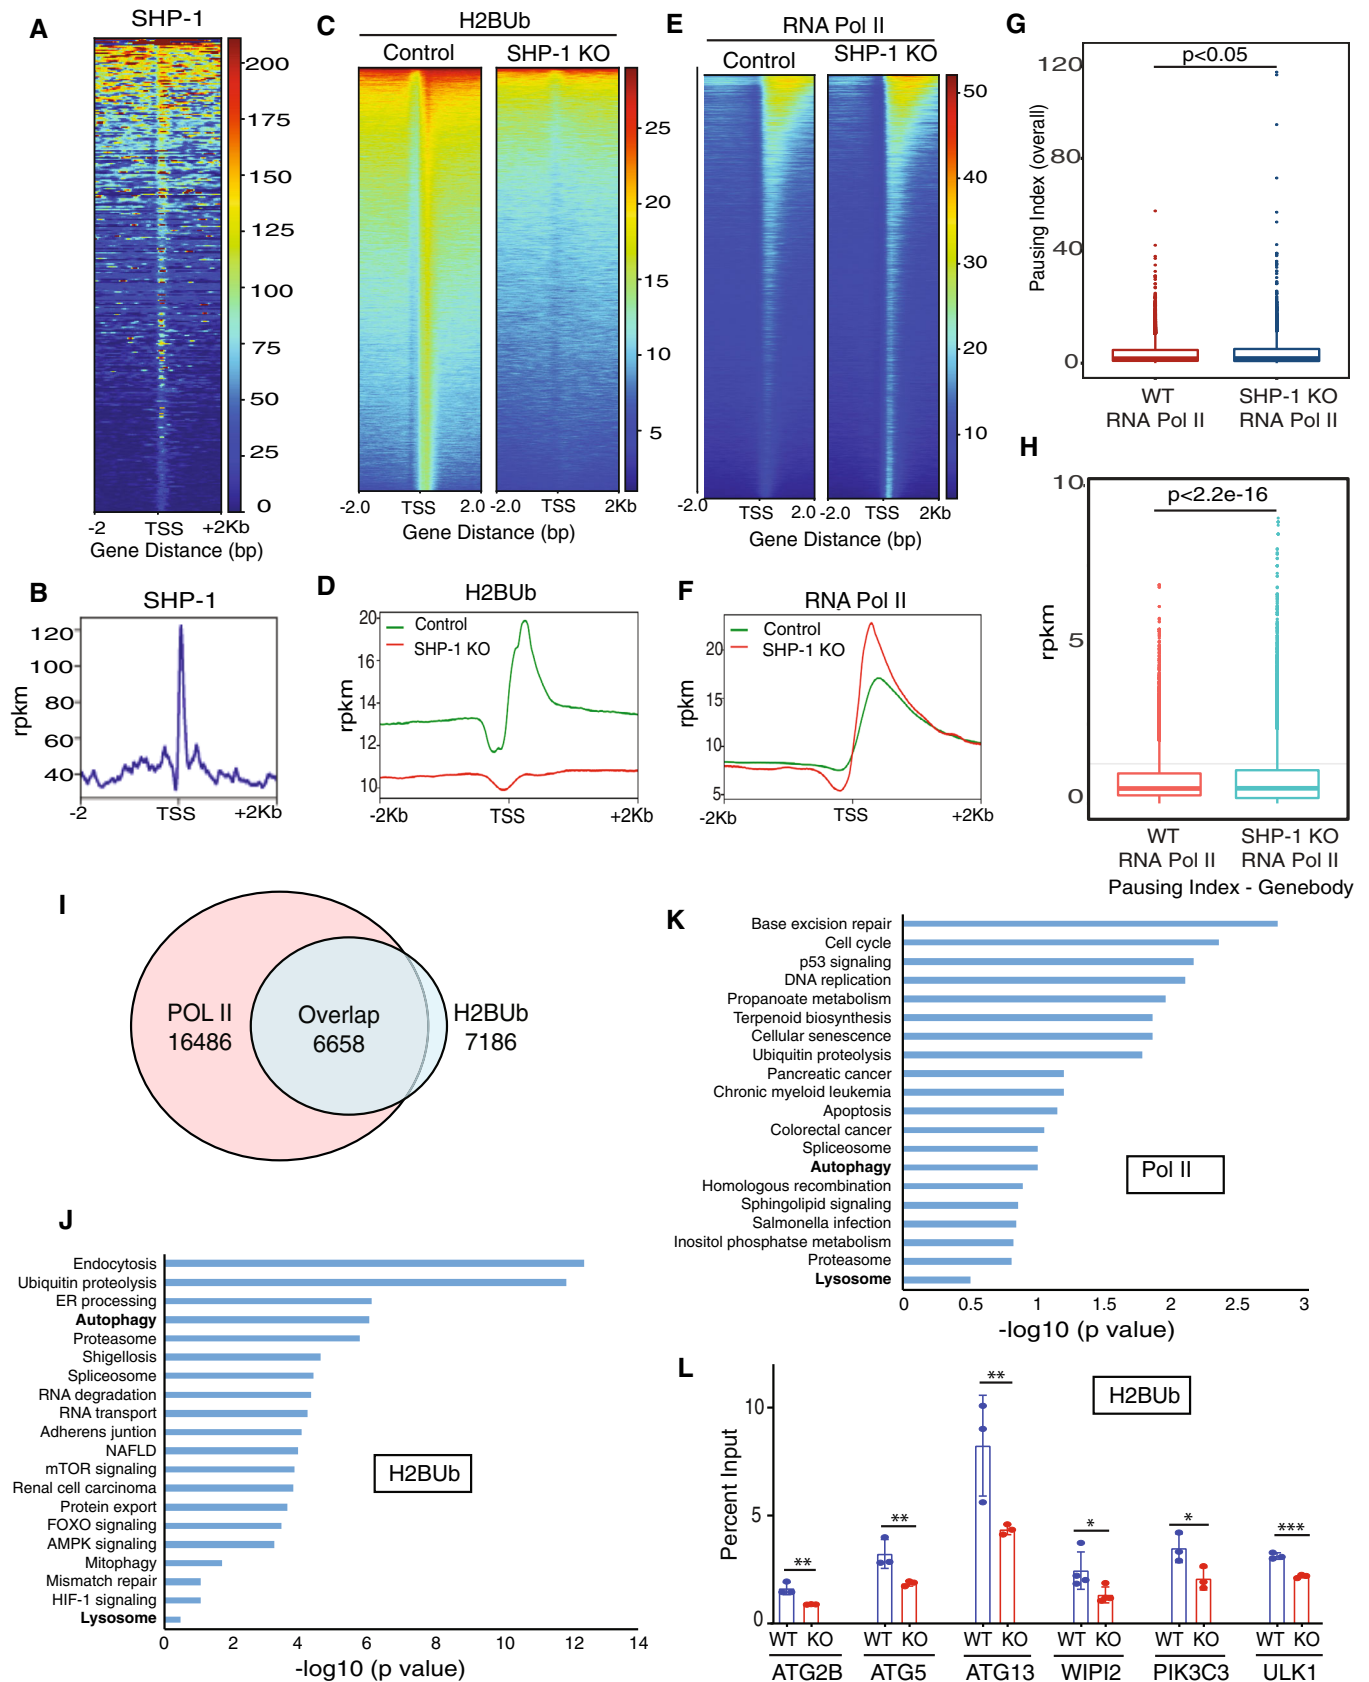 A
SHP-1
200
175
150
125
100
75
50
25
0
-2 TSS +2Kb
Gene Distance (bp)
B
SHP-1
rpkm
120
100
80
60
40
-2 TSS +2Kb
C
H2BUb
Control SHP-1 KO
25
20
15
10
5
-2.0 TSS 2.0 -2.0 TSS 2Kb
Gene Distance (bp)
D
H2BUb
rpkm
20
16
14
12
10
Control
SHP-1 KO
-2Kb TSS +2Kb
E
RNA Pol II
Control SHP-1 KO
50
40
30
20
10
-2.0 TSS 2.0 -2.0 TSS 2Kb
Gene Distance (bp)
F
RNA Pol II
rpkm
20
15
10
5
Control
SHP-1 KO
-2Kb TSS +2Kb
G
Pausing Index (overall)
120
80
40
0
p<0.05
WT SHP-1 KO
RNA Pol II RNA Pol II
H
rpkm
10
5
0
p<2.2e-16
WT SHP-1 KO
RNA Pol II RNA Pol II
Pausing Index - Genebody
I
POL II
16486
Overlap
6658
H2BUb
7186
J
Endocytosis
Ubiquitin proteolysis
ER processing
Autophagy
Proteasome
Shigellosis
Spliceosome
RNA degradation
RNA transport
Adherens juntion
NAFLD
mTOR signaling
Renal cell carcinoma
Protein export
FOXO signaling
AMPK signaling
Mitophagy
Mismatch repair
HIF-1 signaling
Lysosome
H2BUb
0 2 4 6 8 10 12 14
-log10 (p value)
K
Base excision repair
Cell cycle
p53 signaling
DNA replication
Propanoate metabolism
Terpenoid biosynthesis
Cellular senescence
Ubiquitin proteolysis
Pancreatic cancer
Chronic myeloid leukemia
Apoptosis
Colorectal cancer
Spliceosome
Autophagy
Homologous recombination
Sphingolipid signaling
Salmonella infection
Inositol phosphatse metabolism
Proteasome
Lysosome
Pol II
0 0.5 1 1.5 2 2.5 3
-log10 (p value)
L
H2BUb
Percent Input
10
5
0
** ** ** * * ***
WT KO WT KO WT KO WT KO WT KO WT KO
ATG2B ATG5 ATG13 WIPI2 PIK3C3 ULK1